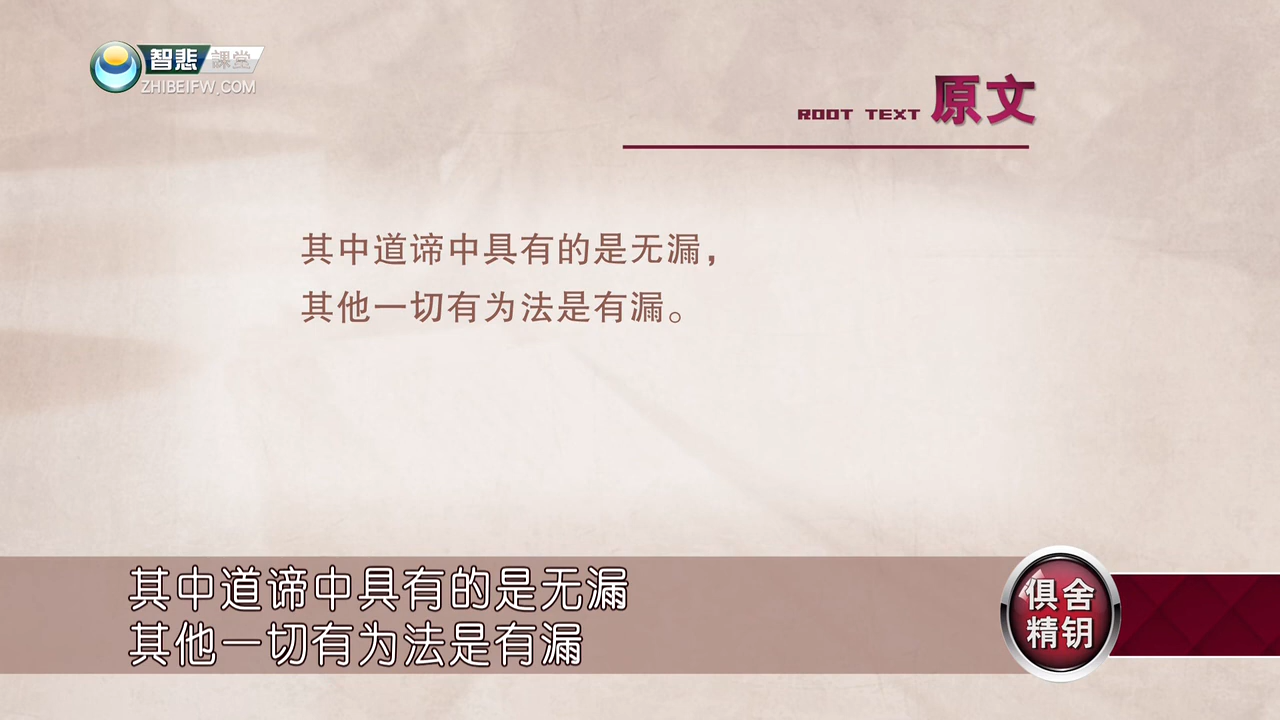 智悲課堂
ZHIBEIFW.COM
ROOT TEXT 原文
其中道谛中具有的是无漏，
其他一切有为法是有漏。
其中道谛中具有的是无漏
其他一切有为法是有漏
俱舍
精钥